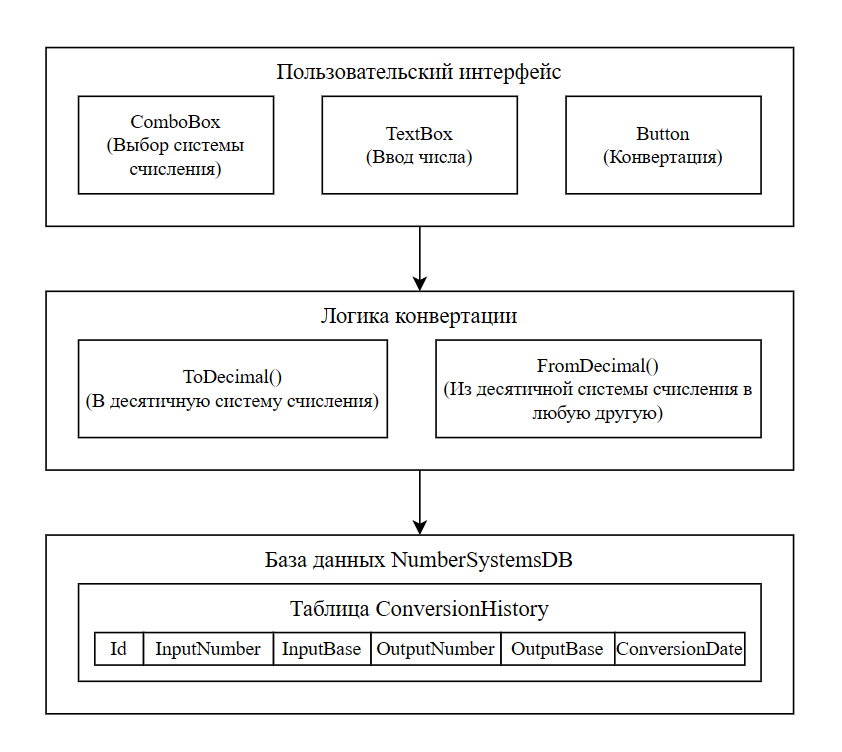 Пользовательский интерфейс
ComboBox
(Выбор системы
счисления)
TextBox
(Ввод числа)
Button
(Конвертация)
Логика конвертации
ToDecimal()
(В десятичную систему счисления)
FromDecimal()
(Из десятичной системы счисления в
любую другую)
База данных NumberSystemsDB
Таблица ConversionHistory
Id
InputNumber
InputBase
OutputNumber
OutputBase
ConversionDate